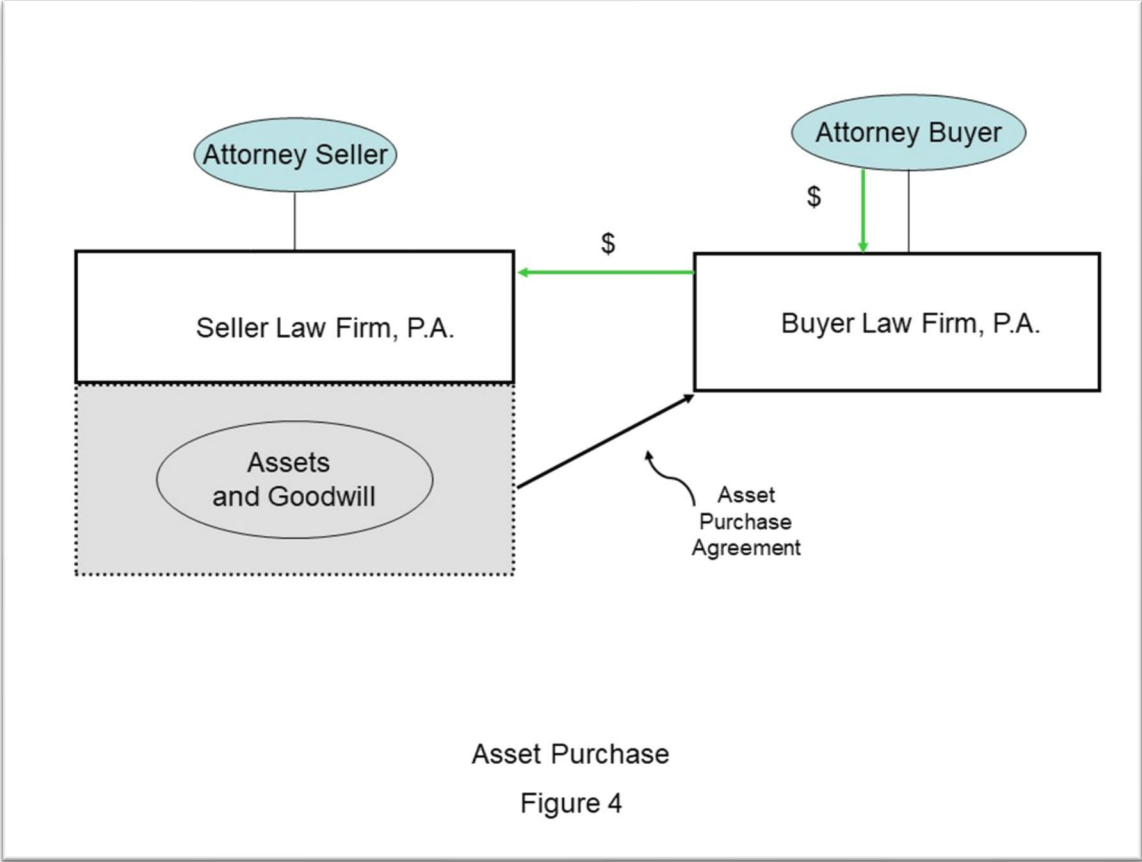 Attorney Seller
Attorney Buyer
$
$
Seller Law Firm, P.A.
Buyer Law Firm, P.A.
Assets
and Goodwill
Asset
Purchase
Agreement
Asset Purchase
Figure 4